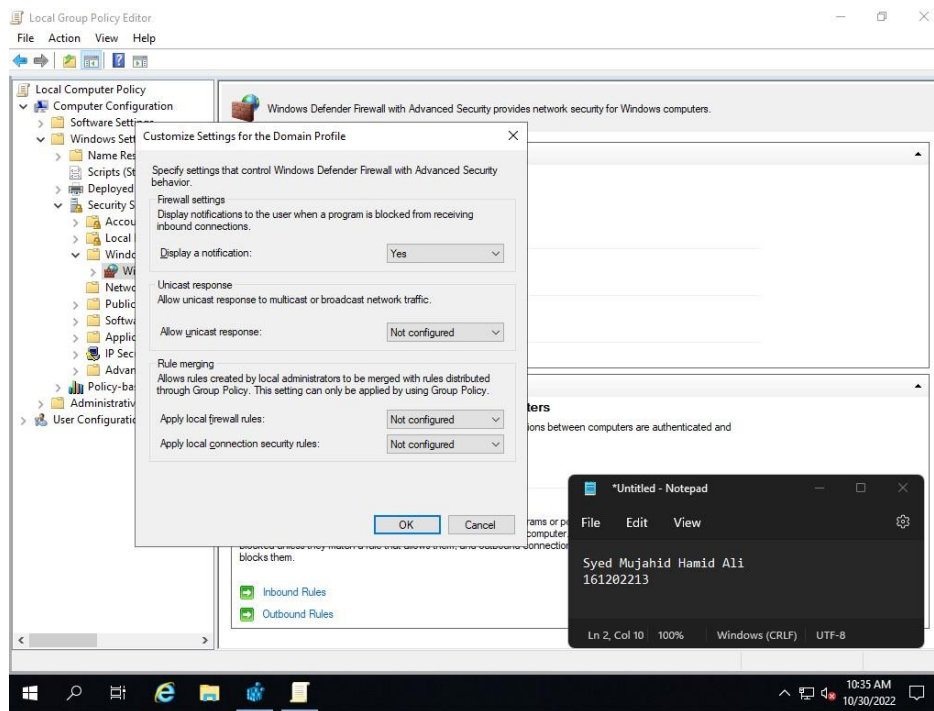 Local Group Policy Editor
File Action View Help
Local Computer Policy
Computer Configuration
Software Settings
Windows Sett
Name Res
Scripts (St
Deployed
Security S
Accou
Local
Windo
Wi
Netwo
Public
Softwa
Applic
IP Sec
Advan
Policy-ba
Administrativ
User Configuratio
Windows Defender Firewall with Advanced Security provides network security for Windows computers.
Customize Settings for the Domain Profile
Specify settings that control Windows Defender Firewall with Advanced Security
behavior.
Firewall settings
Display notifications to the user when a program is blocked from receiving
inbound connections.
Display a notification: Yes
Unicast response
Allow unicast response to multicast or broadcast network traffic.
Allow unicast response: Not configured
Rule merging
Allows rules created by local administrators to be merged with rules distributed
through Group Policy. This setting can only be applied by using Group Policy.
Apply local firewall rules: Not configured
Apply local connection security rules: Not configured
OK Cancel
ters
ions between computers are authenticated and
rams or po
computer.
blocks them.
Inbound Rules
Outbound Rules
*Untitled - Notepad
File Edit View
Syed Mujahid Hamid Ali
161202213
Ln 2, Col 10 100% Windows (CRLF) UTF-8
10:35 AM
10/30/2022